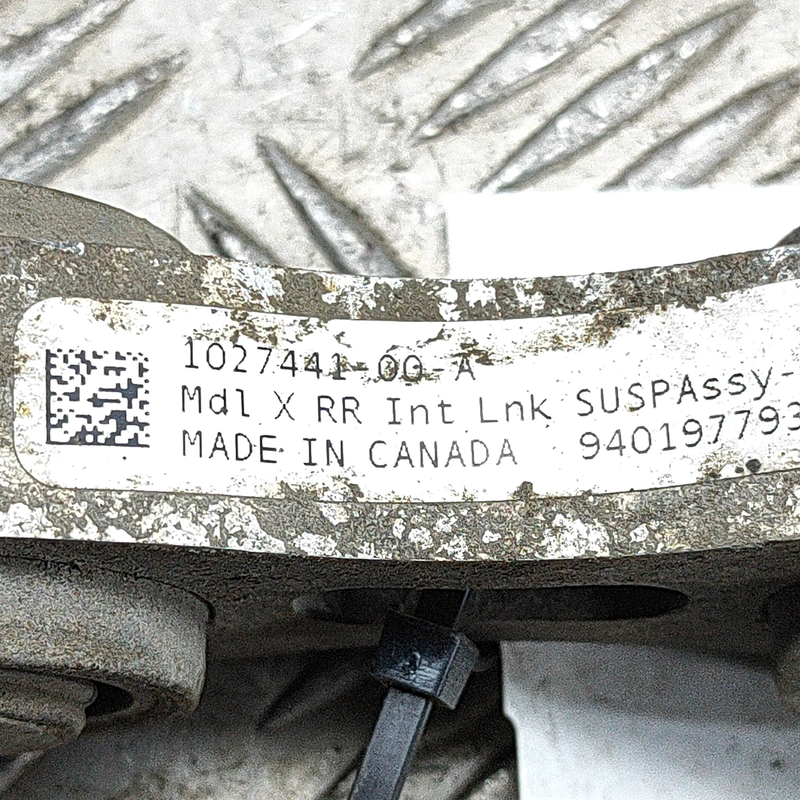 1027441-00-A
Mdl X RR Int Lnk SUSPAssy-
MADE IN CANADA 940197793